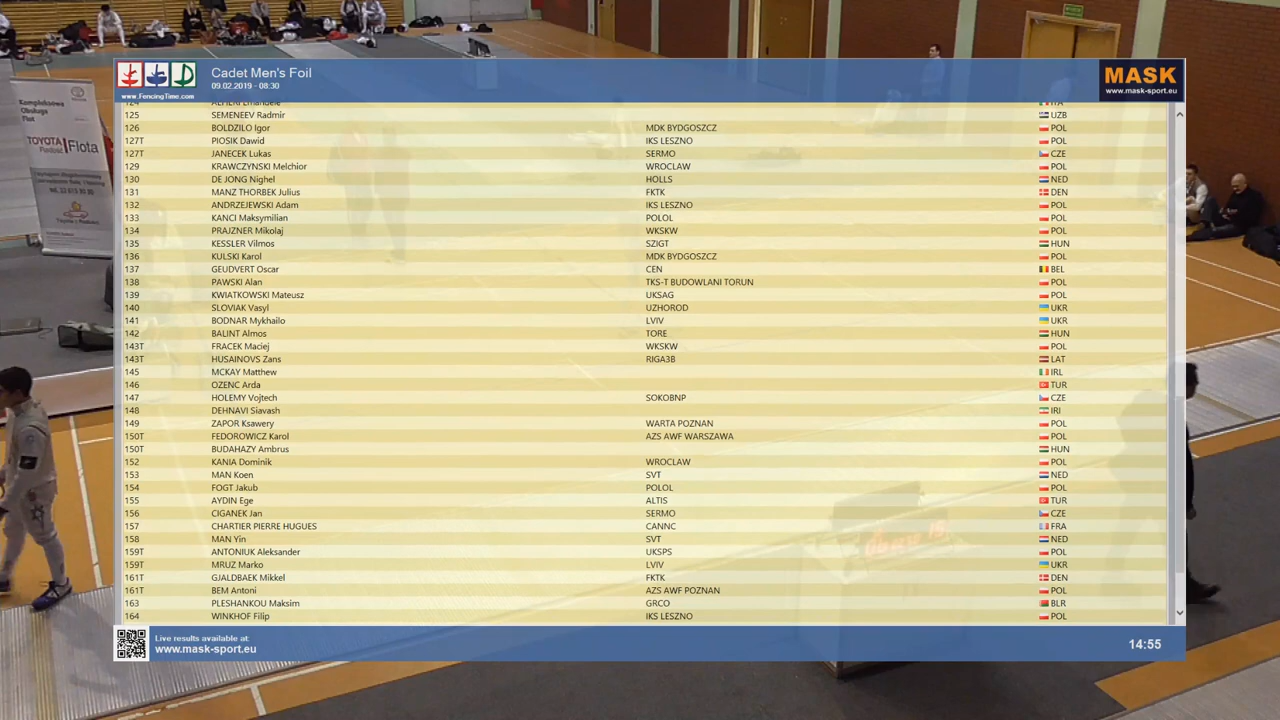 WYJŚCIE
Kompleksowa
Obsługa
Flot
TOYOTA
TOYOTA Flota
www.FencingTime.com
Cadet Men's Foil
09.02.2019 - 08:30
MASK
www.mask-sport.eu
124 ALFIERI Emanuele ITA
125 SEMENEEV Radmir UZB
126 BOLDZILO Igor MDK BYDGOSZCZ POL
127T PIOSIK Dawid IKS LESZNO POL
127T JANECEK Lukas SERMO CZE
129 KRAWCZYNSKI Melchior WROCLAW POL
130 DE JONG Nighel HOLLS NED
131 MANZ THORBEK Julius FKTK DEN
132 ANDRZEJEWSKI Adam IKS LESZNO POL
133 KANCI Maksymilian POLOL POL
134 PRAJZNER Mikolaj WKSKW POL
135 KESSLER Vilmos SZIGT HUN
136 KULSKI Karol MDK BYDGOSZCZ POL
137 GEUDVERT Oscar CEN BEL
138 PAWSKI Alan TKS-T BUDOWLANI TORUN POL
139 KWIATKOWSKI Mateusz UKSAG POL
140 SLOVIAK Vasyl UZHOROD UKR
141 BODNAR Mykhailo LVIV UKR
142 BALINT Almos TORE HUN
143T FRACEK Maciej WKSKW POL
143T HUSAINOVS Zans RIGA3B LAT
145 MCKAY Matthew IRL
146 OZENC Arda TUR
147 HOLEMY Vojtech SOKOBNP CZE
148 DEHNAVI Siavash IRI
149 ZAPOR Ksawery WARTA POZNAN POL
150T FEDOROWICZ Karol AZS AWF WARSZAWA POL
150T BUDAHAZY Ambrus HUN
152 KANIA Dominik WROCLAW POL
153 MAN Koen SVT NED
154 FOGT Jakub POLOL POL
155 AYDIN Ege ALTIS TUR
156 CIGANEK Jan SERMO CZE
157 CHARTIER PIERRE HUGUES CANNC FRA
158 MAN Yin SVT NED
159T ANTONIUK Aleksander UKSPS POL
159T MRUZ Marko LVIV UKR
161T GJALDBAEK Mikkel FKTK DEN
161T BEM Antoni AZS AWF POZNAN POL
163 PLESHANKOU Maksim GRCO BLR
164 WINKHOF Filip IKS LESZNO POL
Live results available at:
www.mask-sport.eu
14:55